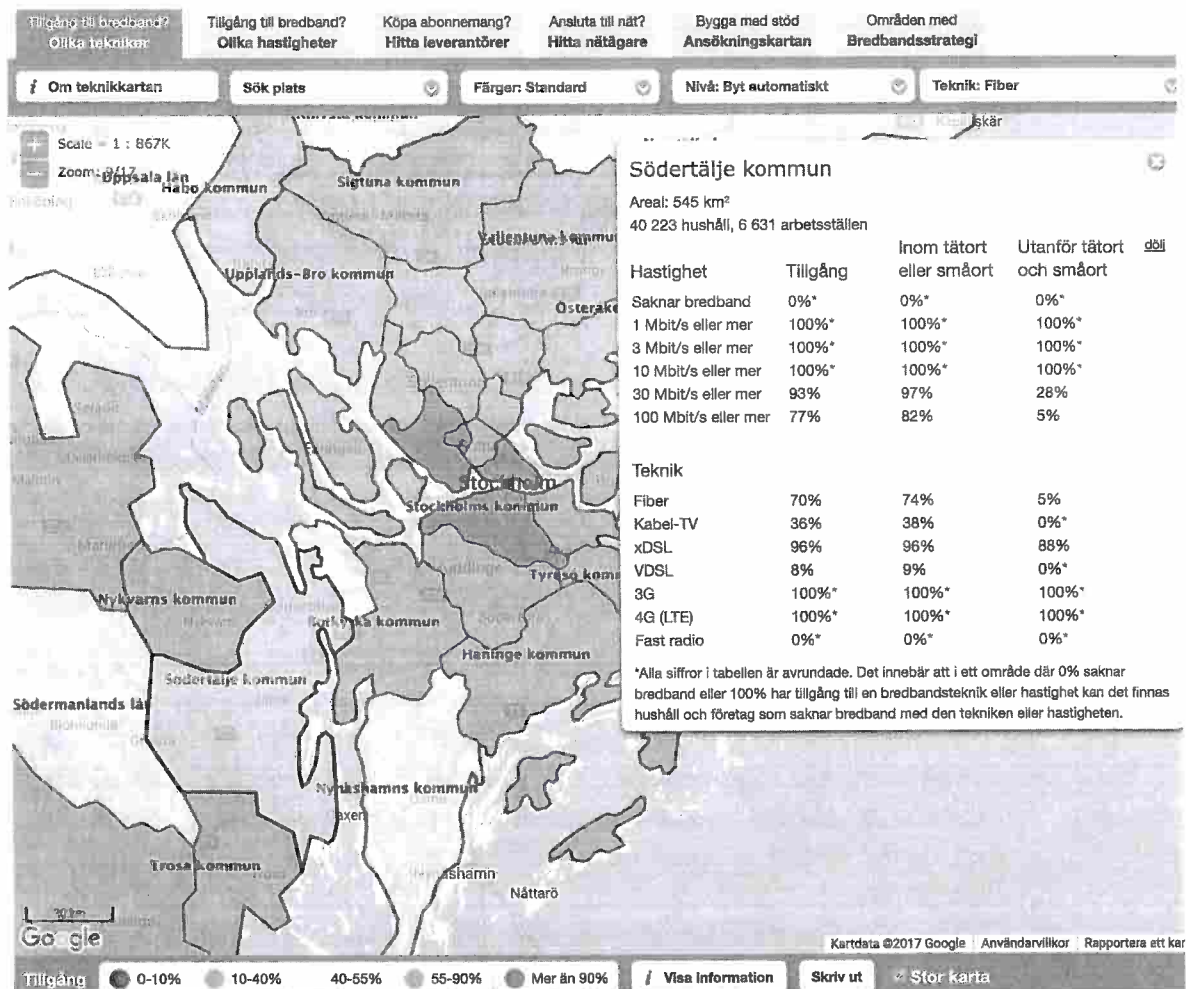 Tillgång till bredband?
Olika tekniker
Tillgång till bredband?
Olika hastigheter
Köpa abonnemang?
Hitta leverantörer
Ansluta till nät?
Hitta nätägare
Bygga med stöd
Ansökningskartan
Områden med
Bredbandsstrategi
i Om teknikkartan
Sök plats
Färger: Standard
Nivå: Byt automatiskt
Teknik: Fiber
Scale = 1 : 867K
Zoom: 9/17
Uppsala län
Håbo kommun
Sigtuna kommun
Upplands-Bro kommun
Österåke
Stockholm
Stockholms kommun
Tyresö komm
Nykvarns kommun
Botkyrka kommun
Haninge kommun
Södertälje kommun
Södermanlands län
Nynäshamns kommun
Trosa kommun
Nåttarö
30 km
Google
Södertälje kommun
Areal: 545 km²
40 223 hushåll, 6 631 arbetsställen
Hastighet Tillgång Inom tätort eller småort Utanför tätort och småort dölj
Saknar bredband 0%* 0%* 0%*
1 Mbit/s eller mer 100%* 100%* 100%*
3 Mbit/s eller mer 100%* 100%* 100%*
10 Mbit/s eller mer 100%* 100%* 100%*
30 Mbit/s eller mer 93% 97% 28%
100 Mbit/s eller mer 77% 82% 5%
Teknik
Fiber 70% 74% 5%
Kabel-TV 36% 38% 0%*
xDSL 96% 96% 88%
VDSL 8% 9% 0%*
3G 100%* 100%* 100%*
4G (LTE) 100%* 100%* 100%*
Fast radio 0%* 0%* 0%*
*Alla siffror i tabellen är avrundade. Det innebär att i ett område där 0% saknar
bredband eller 100% har tillgång till en bredbandsteknik eller hastighet kan det finnas
hushåll och företag som saknar bredband med den tekniken eller hastigheten.
Kartdata ©2017 Google Användarvillkor Rapportera ett kar
Tillgång 0-10% 10-40% 40-55% 55-90% Mer än 90% i Visa information Skriv ut Stor karta